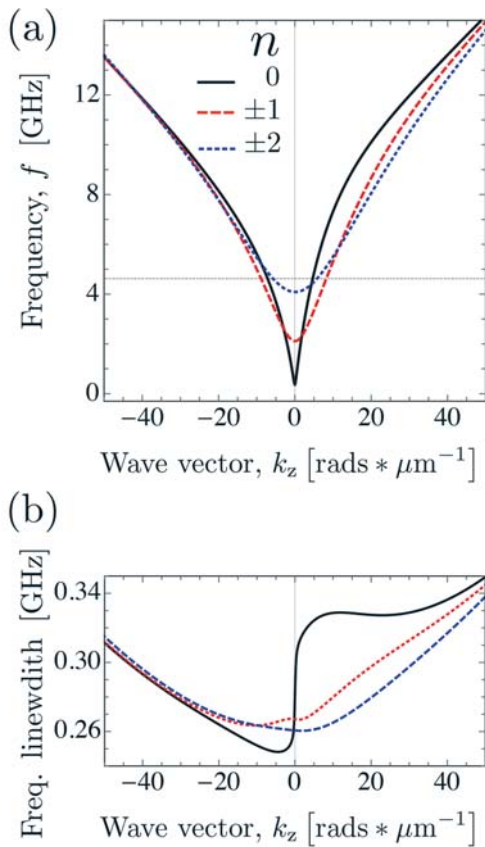 (a)
n
0
±1
±2
Frequency, f [GHz]
12
8
4
0
−40 −20 0 20 40
Wave vector, k_z [rads * μm⁻¹]
(b)
Freq. linewdith [GHz]
0.34
0.30
0.26
−40 −20 0 20 40
Wave vector, k_z [rads * μm⁻¹]